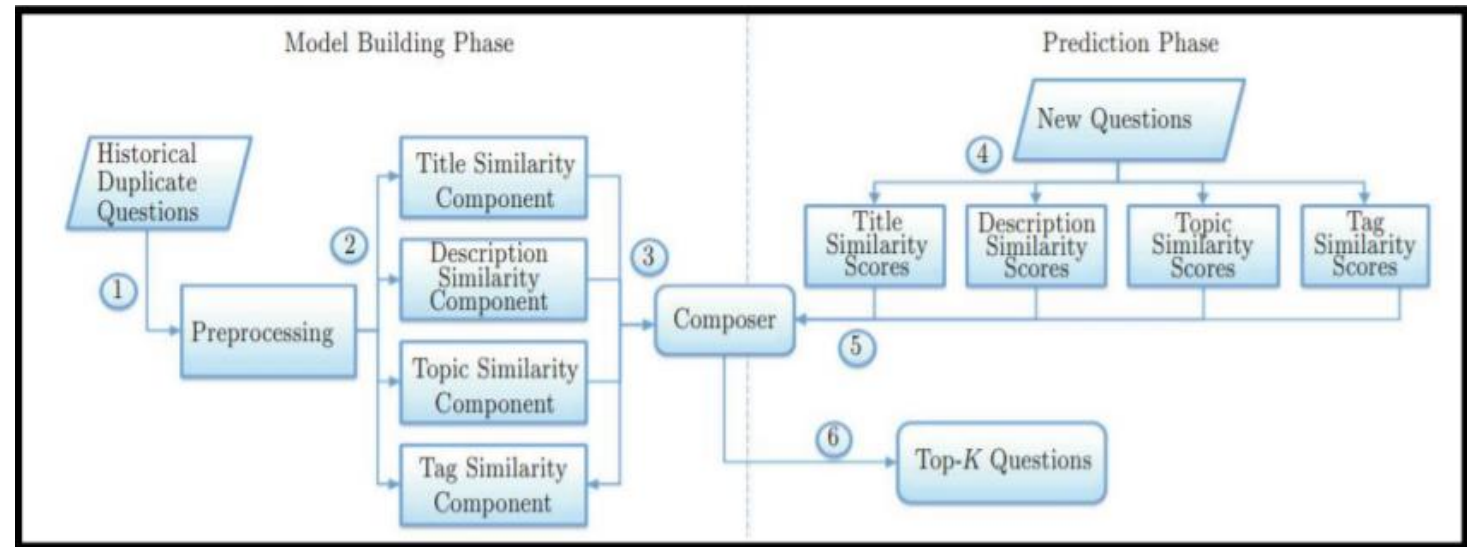 Model Building Phase
Prediction Phase
Historical
Duplicate
Questions
1
Preprocessing
2
Title Similarity
Component
Description
Similarity
Component
Topic Similarity
Component
Tag Similarity
Component
3
Composer
New Questions
4
Title
Similarity
Scores
Description
Similarity
Scores
Topic
Similarity
Scores
Tag
Similarity
Scores
5
6
Top-K Questions